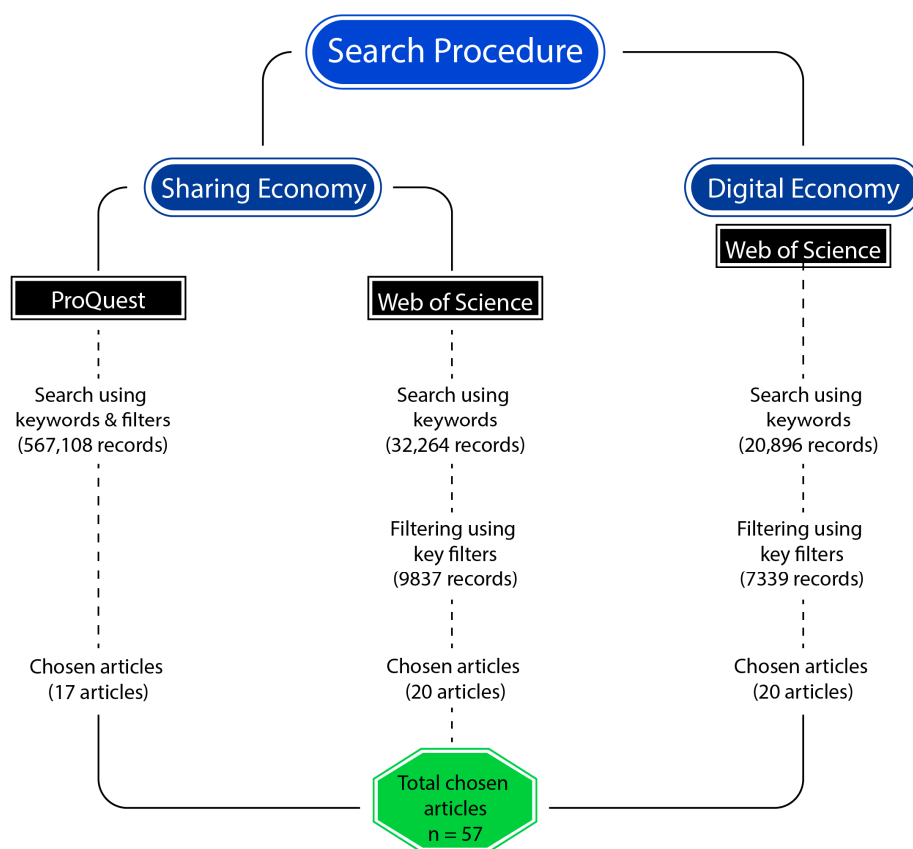 Search Procedure
Sharing Economy
Digital Economy
Web of Science
ProQuest
Web of Science
Search using
keywords & filters
(567,108 records)
Search using
keywords
(32,264 records)
Search using
keywords
(20,896 records)
Filtering using
key filters
(9837 records)
Filtering using
key filters
(7339 records)
Chosen articles
(17 articles)
Chosen articles
(20 articles)
Chosen articles
(20 articles)
Total chosen
articles
n = 57